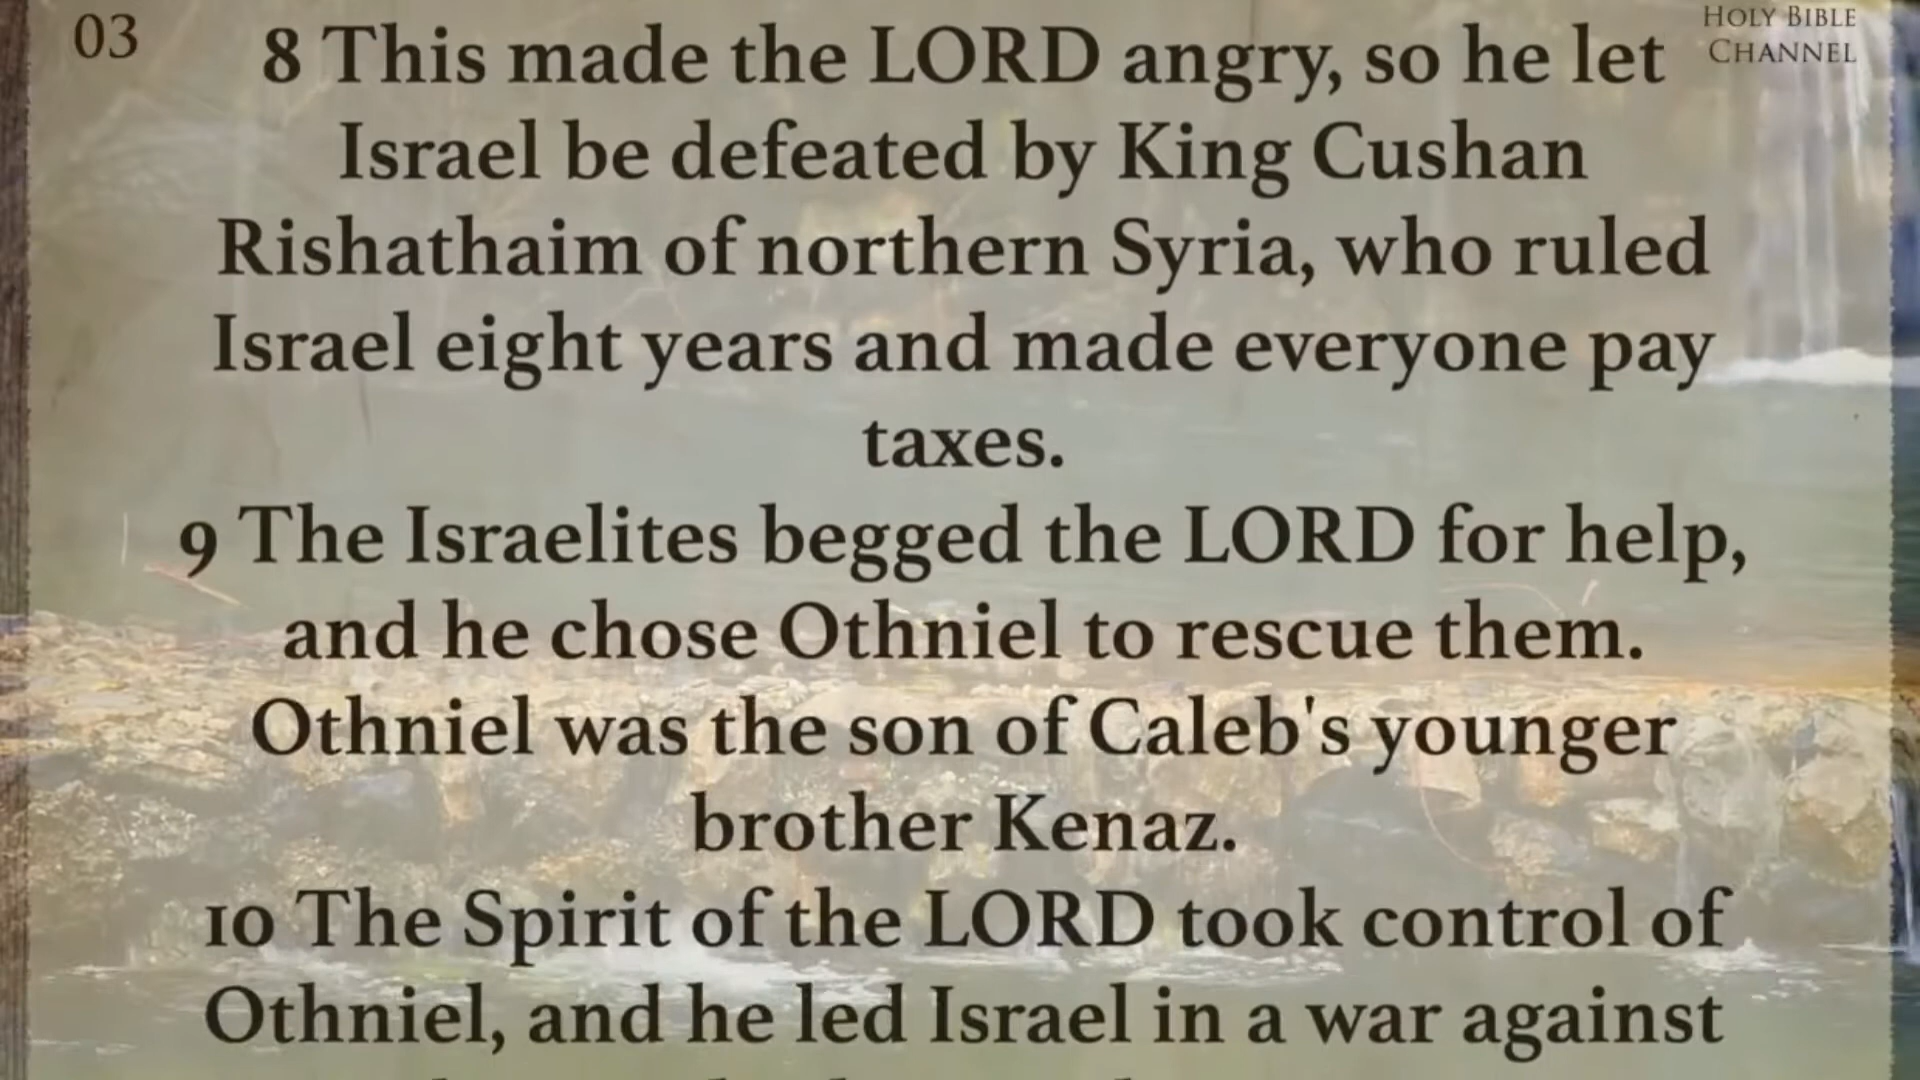 03
HOLY BIBLE
CHANNEL
8 This made the LORD angry, so he let
Israel be defeated by King Cushan
Rishathaim of northern Syria, who ruled
Israel eight years and made everyone pay
taxes.
9 The Israelites begged the LORD for help,
and he chose Othniel to rescue them.
Othniel was the son of Caleb's younger
brother Kenaz.
10 The Spirit of the LORD took control of
Othniel, and he led Israel in a war against